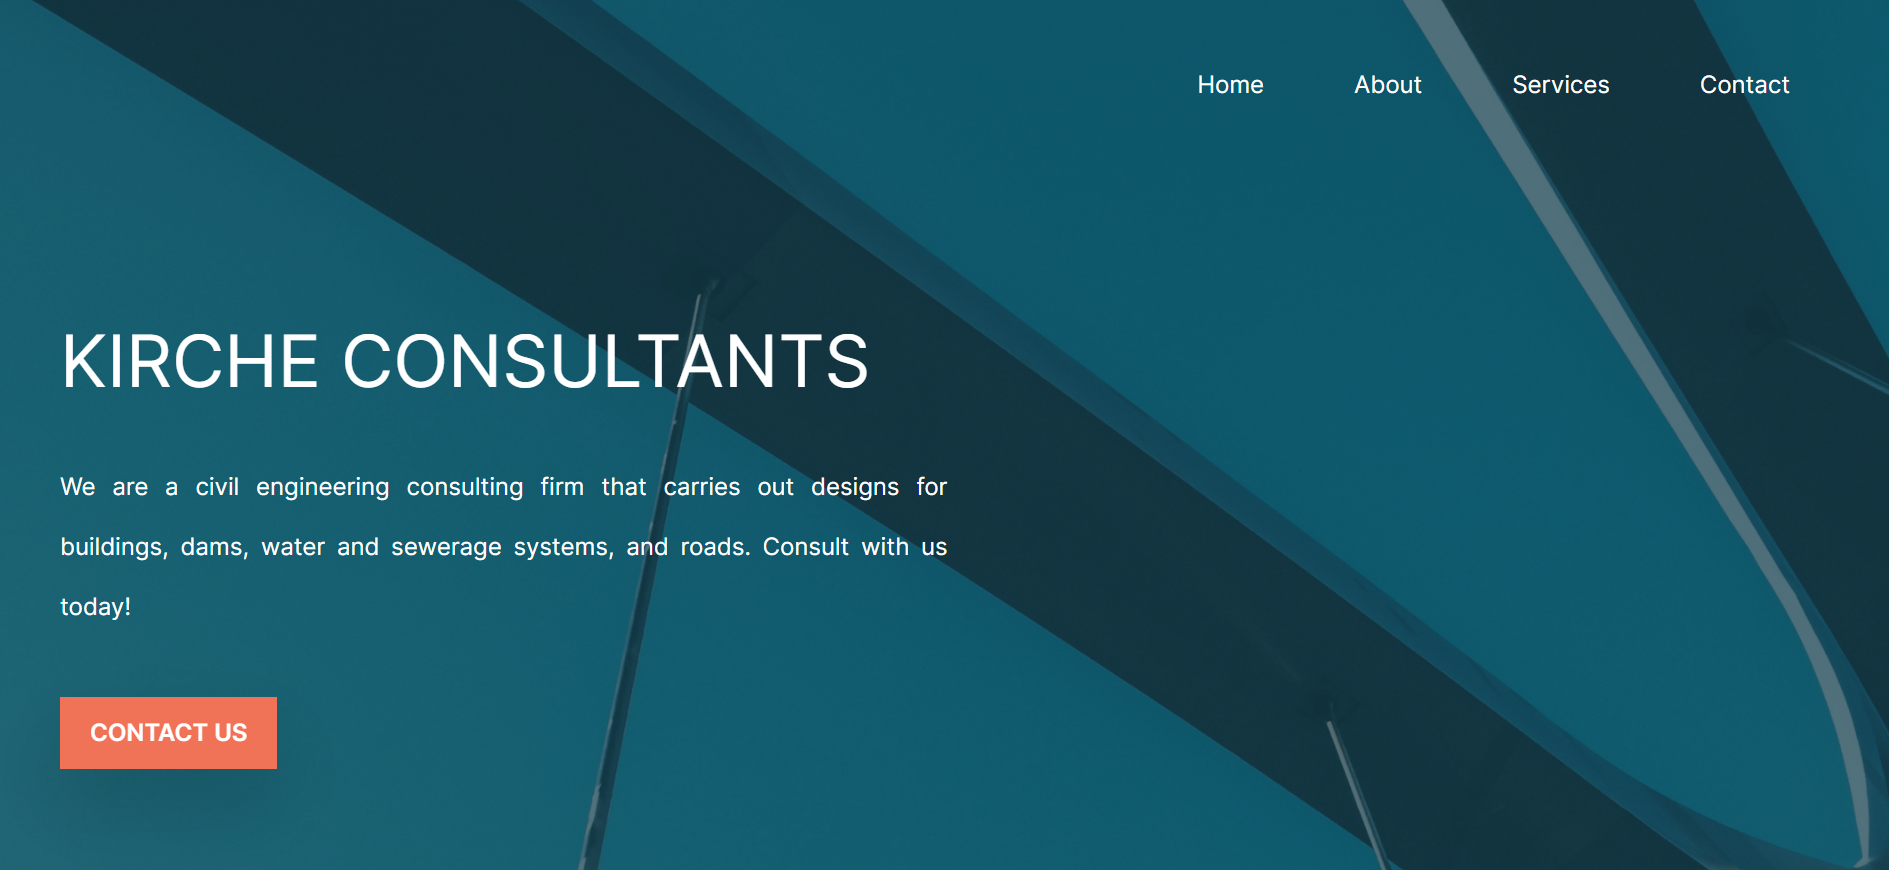 Home About Services Contact
KIRCHE CONSULTANTS
We are a civil engineering consulting firm that carries out designs for
buildings, dams, water and sewerage systems, and roads. Consult with us
today!
CONTACT US